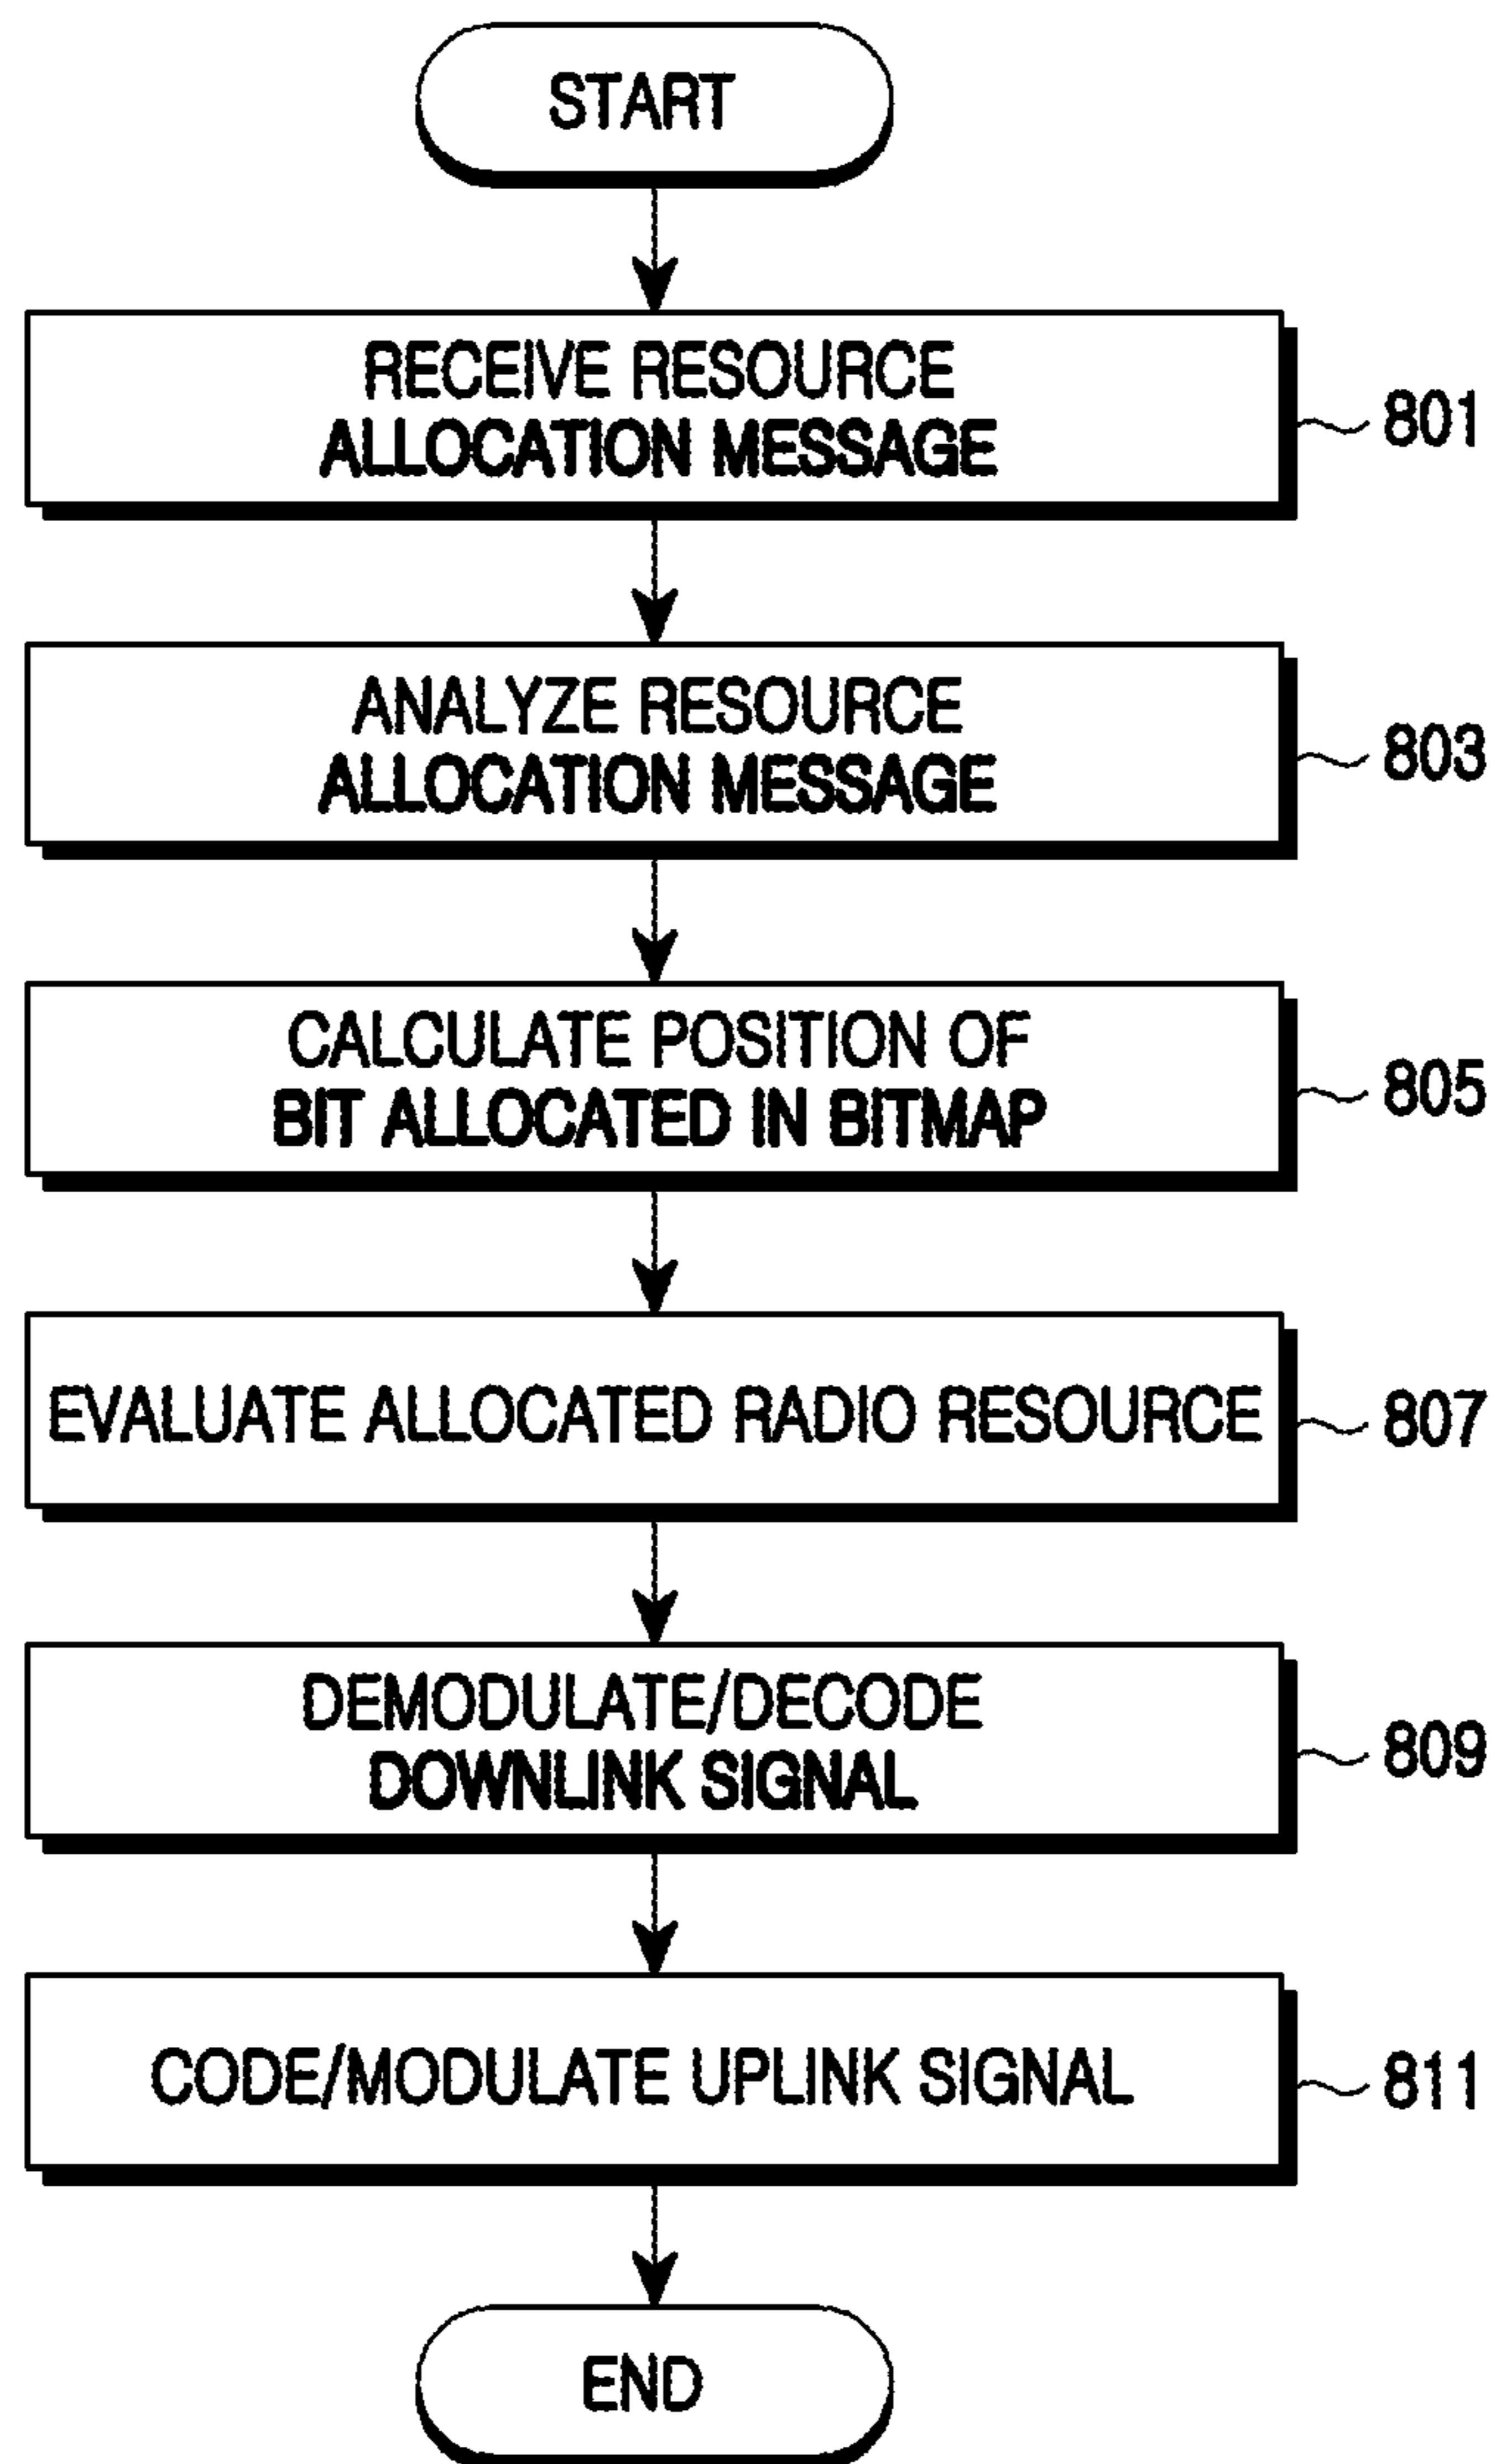 START
RECEIVE RESOURCE
ALLOCATION MESSAGE
801
ANALYZE RESOURCE
ALLOCATION MESSAGE
803
CALCULATE POSITION OF
BIT ALLOCATED IN BITMAP
805
EVALUATE ALLOCATED RADIO RESOURCE
807
DEMODULATE/DECODE
DOWNLINK SIGNAL
809
CODE/MODULATE UPLINK SIGNAL
811
END